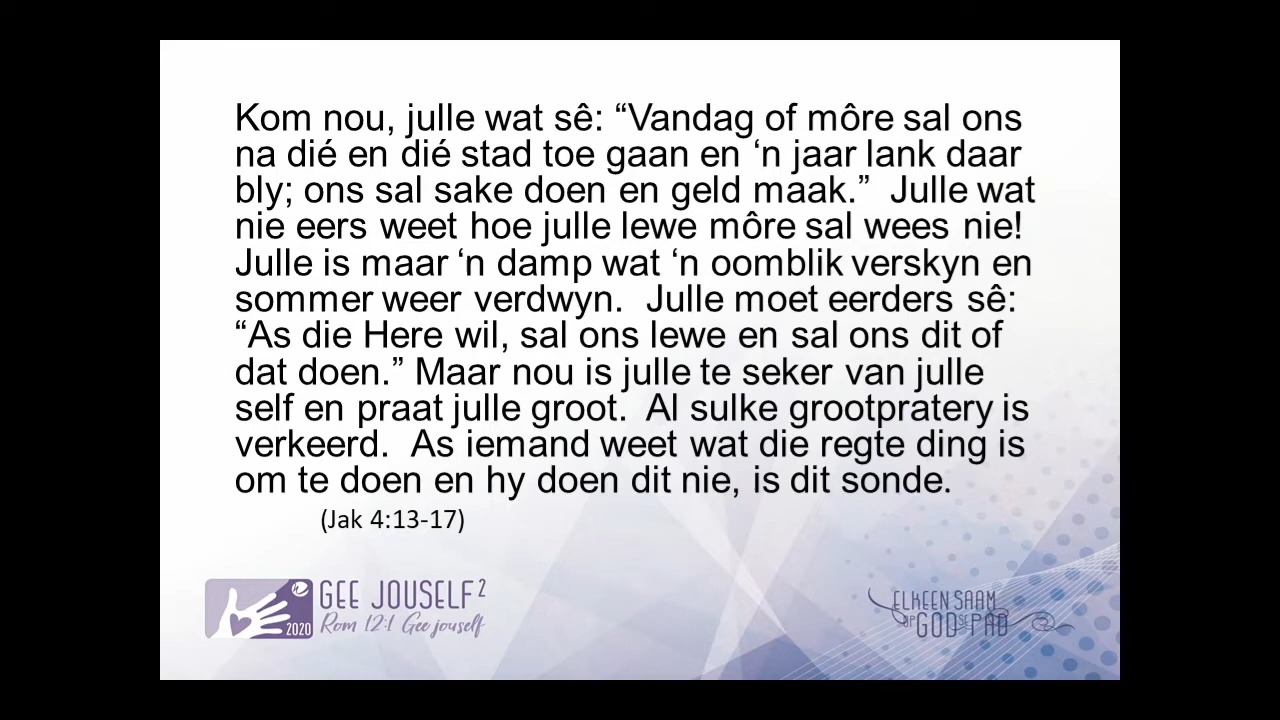 Kom nou, julle wat sê: “Vandag of môre sal ons
na dié en dié stad toe gaan en ‘n jaar lank daar
bly; ons sal sake doen en geld maak.”  Julle wat
nie eers weet hoe julle lewe môre sal wees nie!
Julle is maar ‘n damp wat ‘n oomblik verskyn en
sommer weer verdwyn.  Julle moet eerders sê:
“As die Here wil, sal ons lewe en sal ons dit of
dat doen.” Maar nou is julle te seker van julle
self en praat julle groot.  Al sulke grootpratery is
verkeerd.  As iemand weet wat die regte ding is
om te doen en hy doen dit nie, is dit sonde.
(Jak 4:13-17)
GEE JOUSELF²
Rom 12:1 Gee jouself
2020
ELKEEN SAAM
OP GOD SE PAD